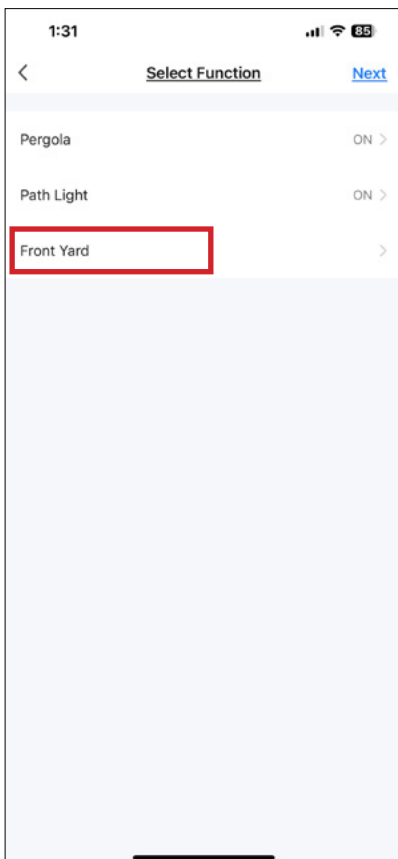 1:31 85
Select Function Next
Pergola ON
Path Light ON
Front Yard